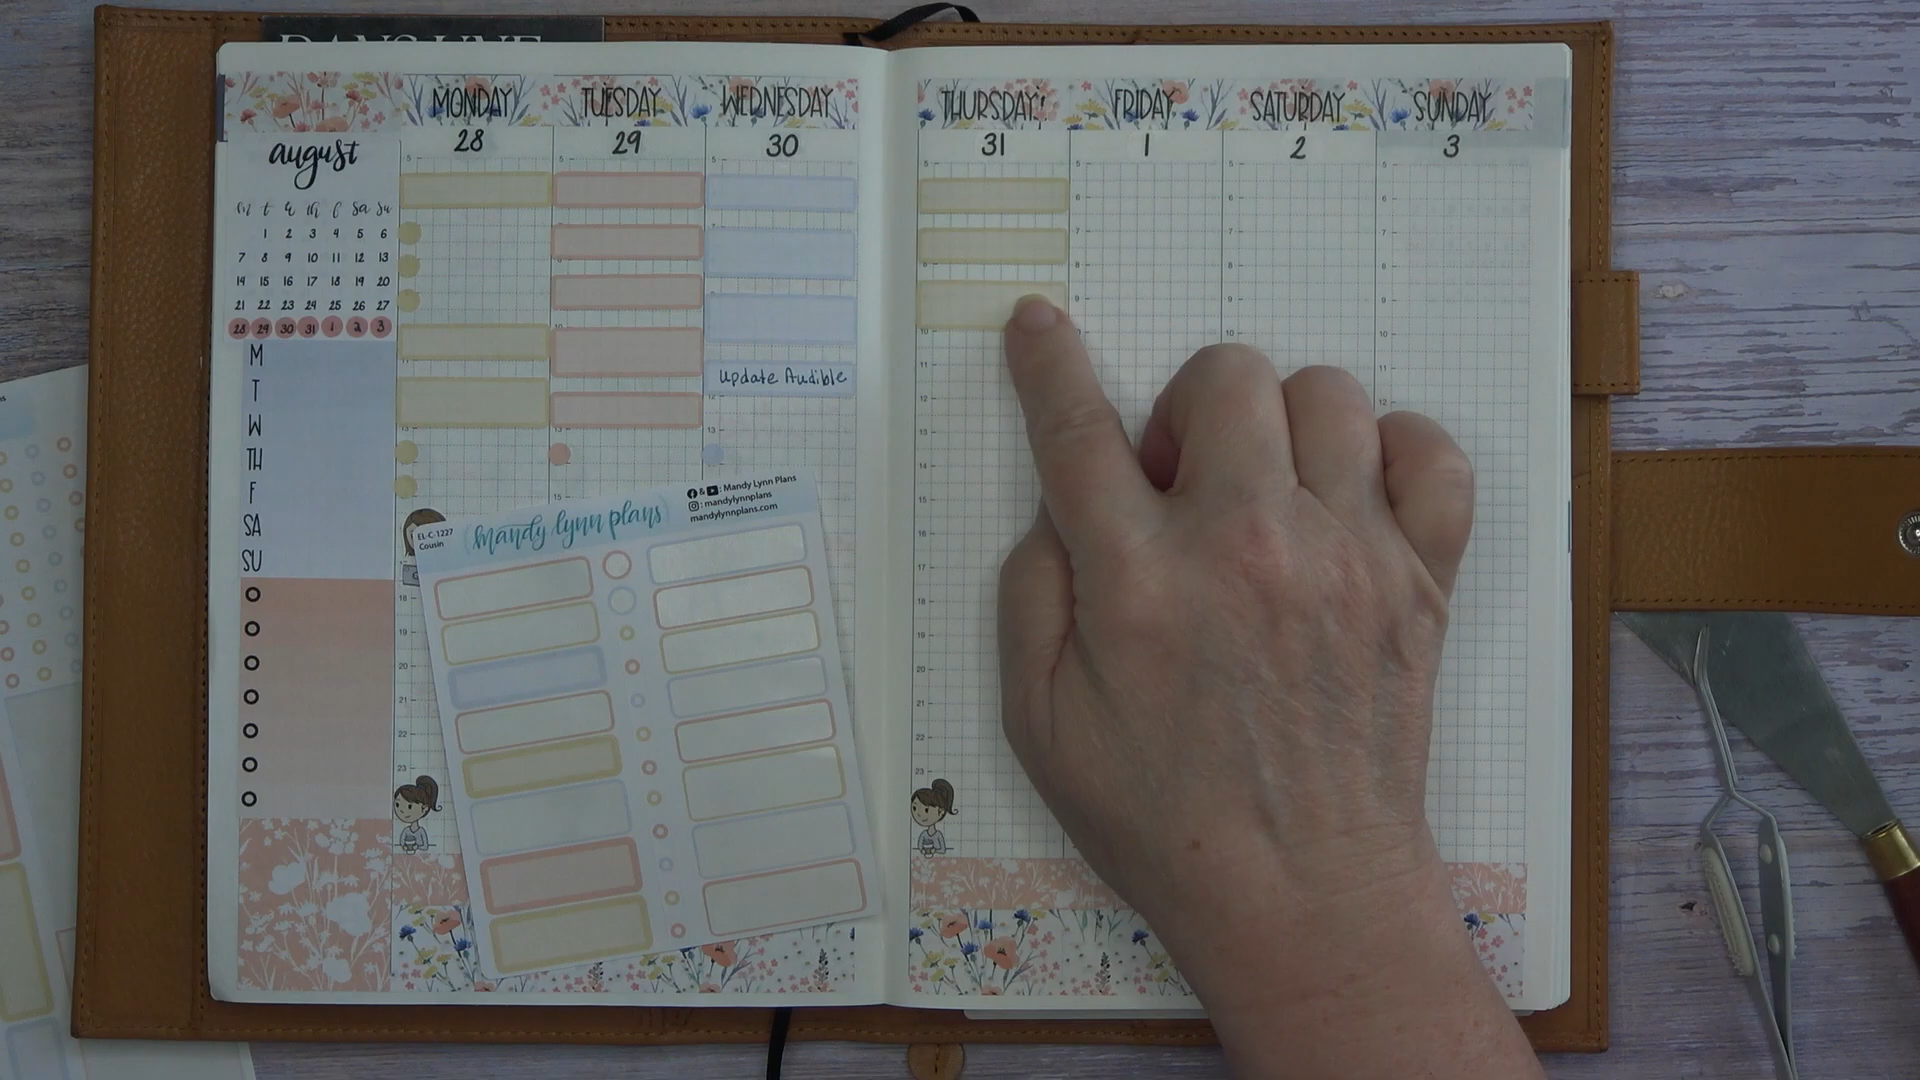 MONDAY TUESDAY WEDNESDAY THURSDAY FRIDAY SATURDAY SUNDAY
28 29 30 31 1 2 3
august
m t w th f sa su
1 2 3 4 5 6
7 8 9 10 11 12 13
14 15 16 17 18 19 20
21 22 23 24 25 26 27
28 29 30 31 1 2 3
M
T
W
TH
F
SA
SU
Update Audible
EL-C-1227
Cousin
mandy lynn plans
& : Mandy Lynn Plans
: mandylynnplans
mandylynnplans.com